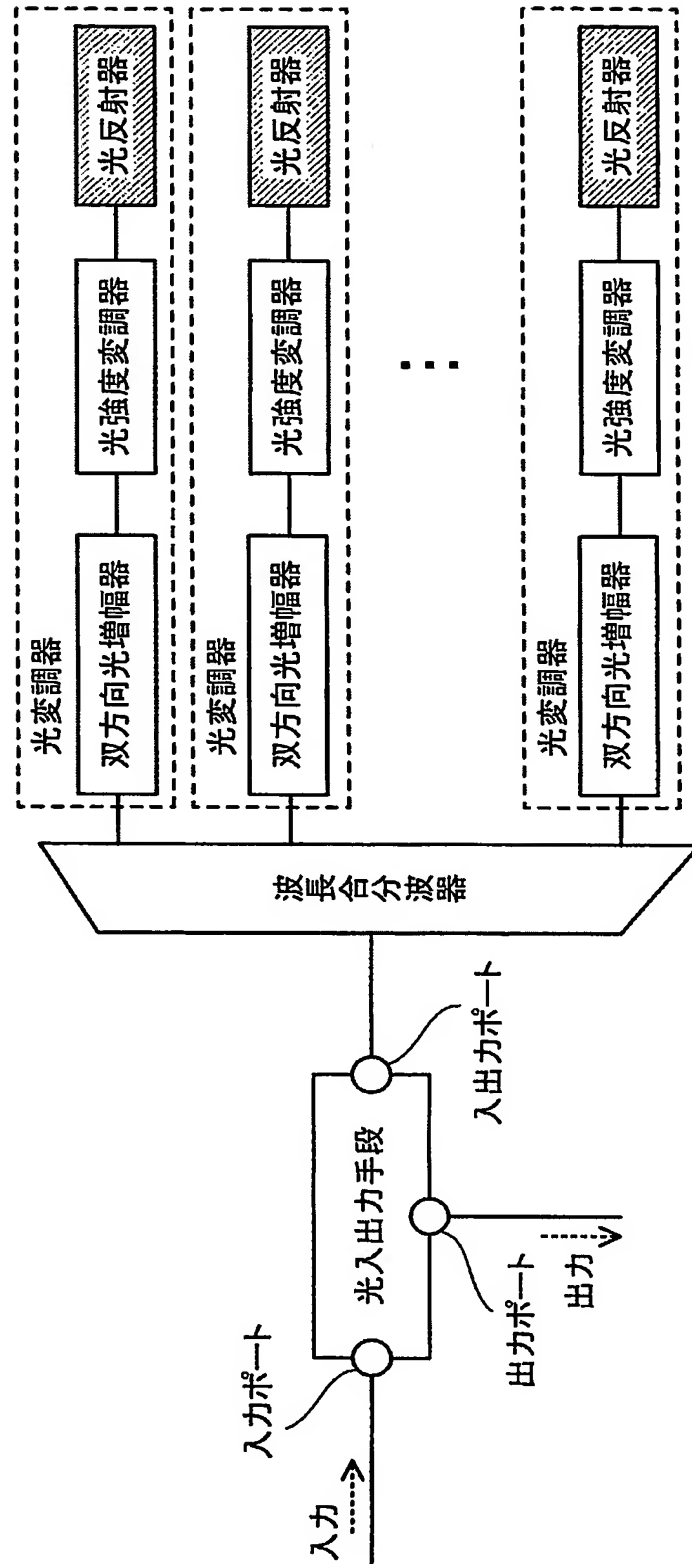 入力
入力ポート
光入出力手段
出力ポート
出力
入出力ポート
波長合分波器
光変調器
双方向光増幅器
光強度変調器
光反射器
光変調器
双方向光増幅器
光強度変調器
光反射器
...
光変調器
双方向光増幅器
光強度変調器
光反射器